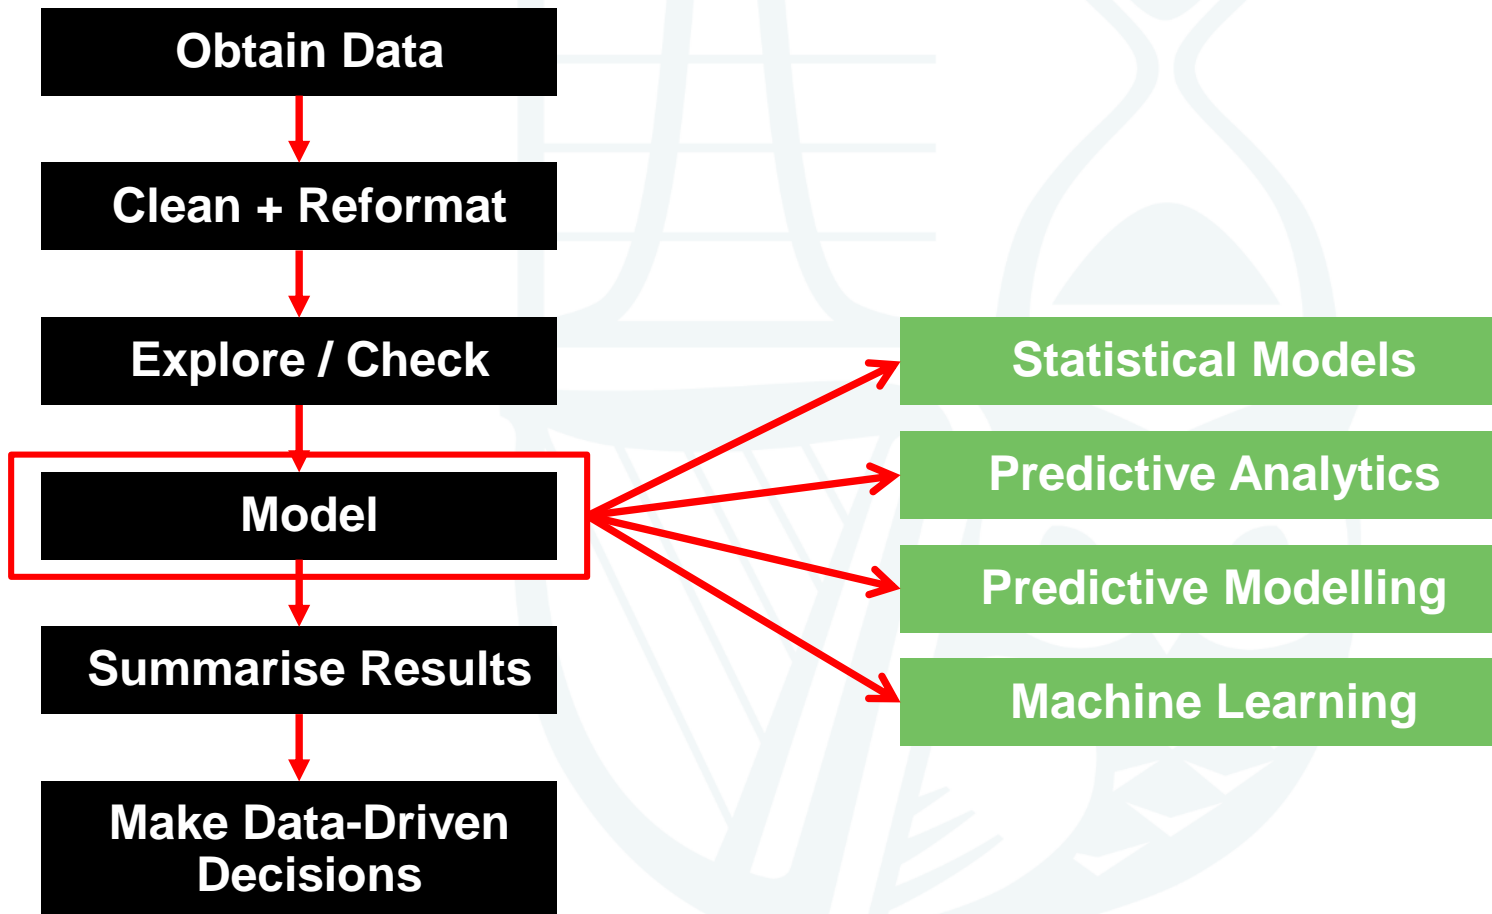 Obtain Data
Clean + Reformat
Explore / Check
Model
Summarise Results
Make Data-Driven
Decisions
Statistical Models
Predictive Analytics
Predictive Modelling
Machine Learning